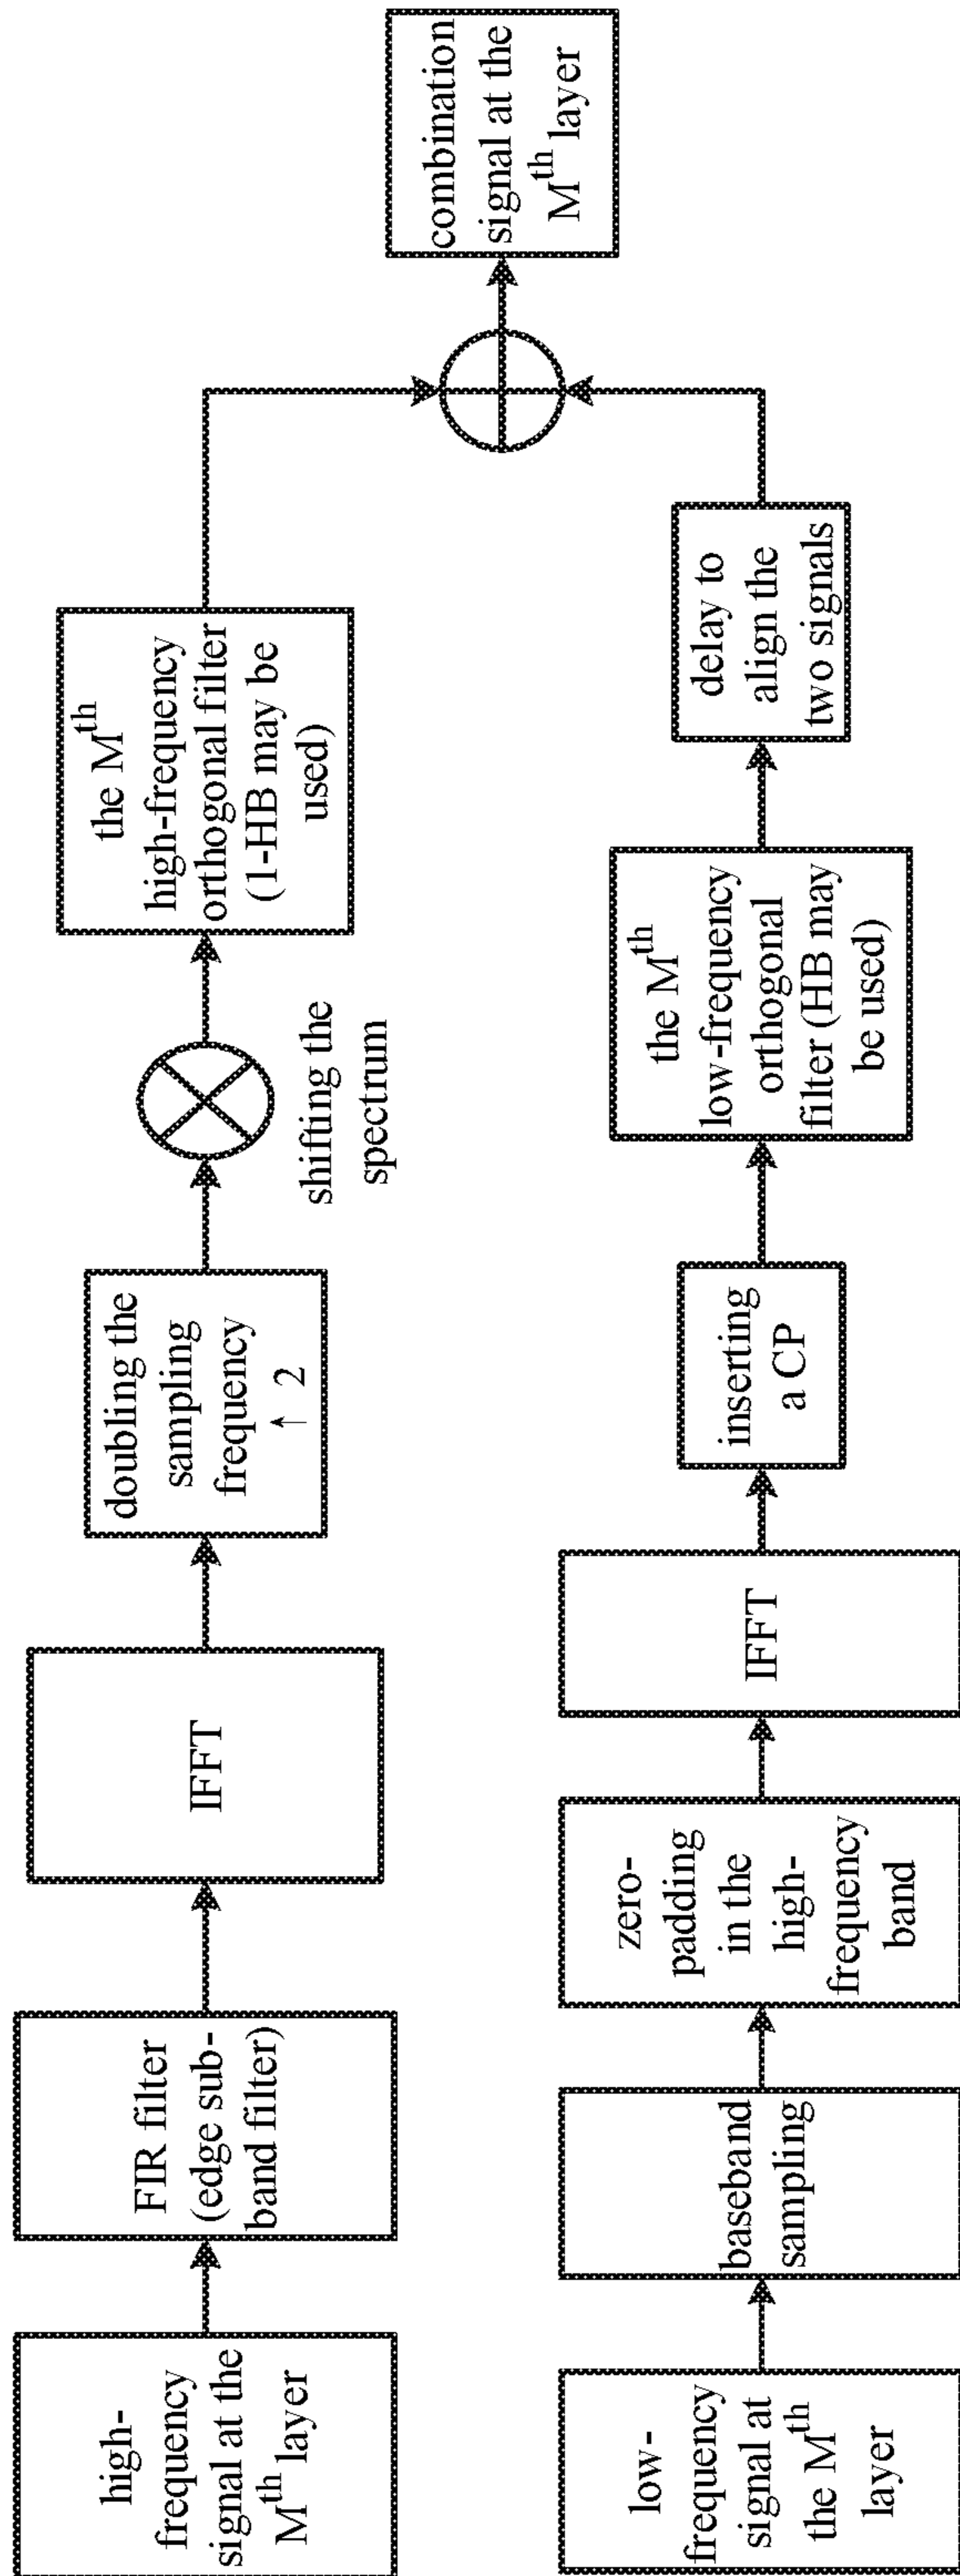 high-
frequency
signal at the
Mth layer
FIR filter
(edge sub-
band filter)
IFFT
doubling the
sampling
frequency
↑ 2
shifting the
spectrum
the Mth
high-frequency
orthogonal filter
(1-HB may be
used)
low-
frequency
signal at
the Mth
layer
baseband
sampling
zero-
padding
in the
high-
frequency
band
IFFT
inserting
a CP
the Mth
low-frequency
orthogonal
filter (HB may
be used)
delay to
align the
two signals
combination
signal at the
Mth layer